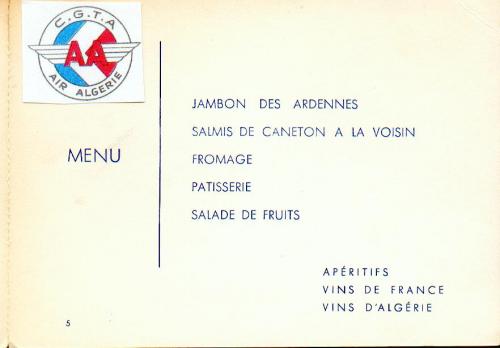 C.G.T.A
AA
AIR ALGERIE
MENU
JAMBON DES ARDENNES
SALMIS DE CANETON A LA VOISIN
FROMAGE
PATISSERIE
SALADE DE FRUITS
APÉRITIFS
VINS DE FRANCE
VINS D'ALGÉRIE
5